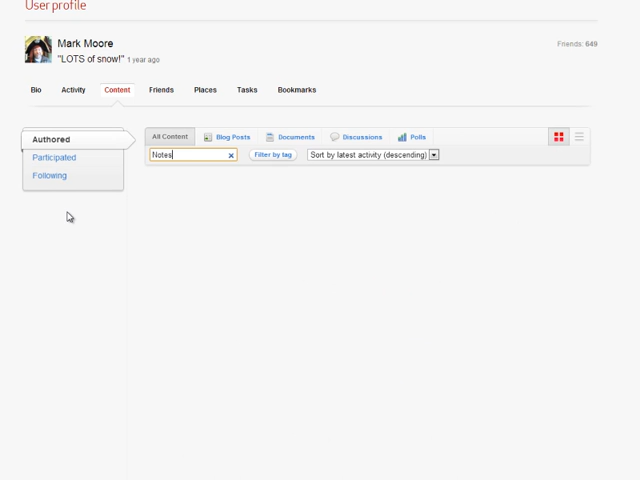 User profile
Mark Moore
"LOTS of snow!" 1 year ago
Friends: 649
Bio Activity Content Friends Places Tasks Bookmarks
Authored
Participated
Following
All Content Blog Posts Documents Discussions Polls
Notes x Filter by tag Sort by latest activity (descending)